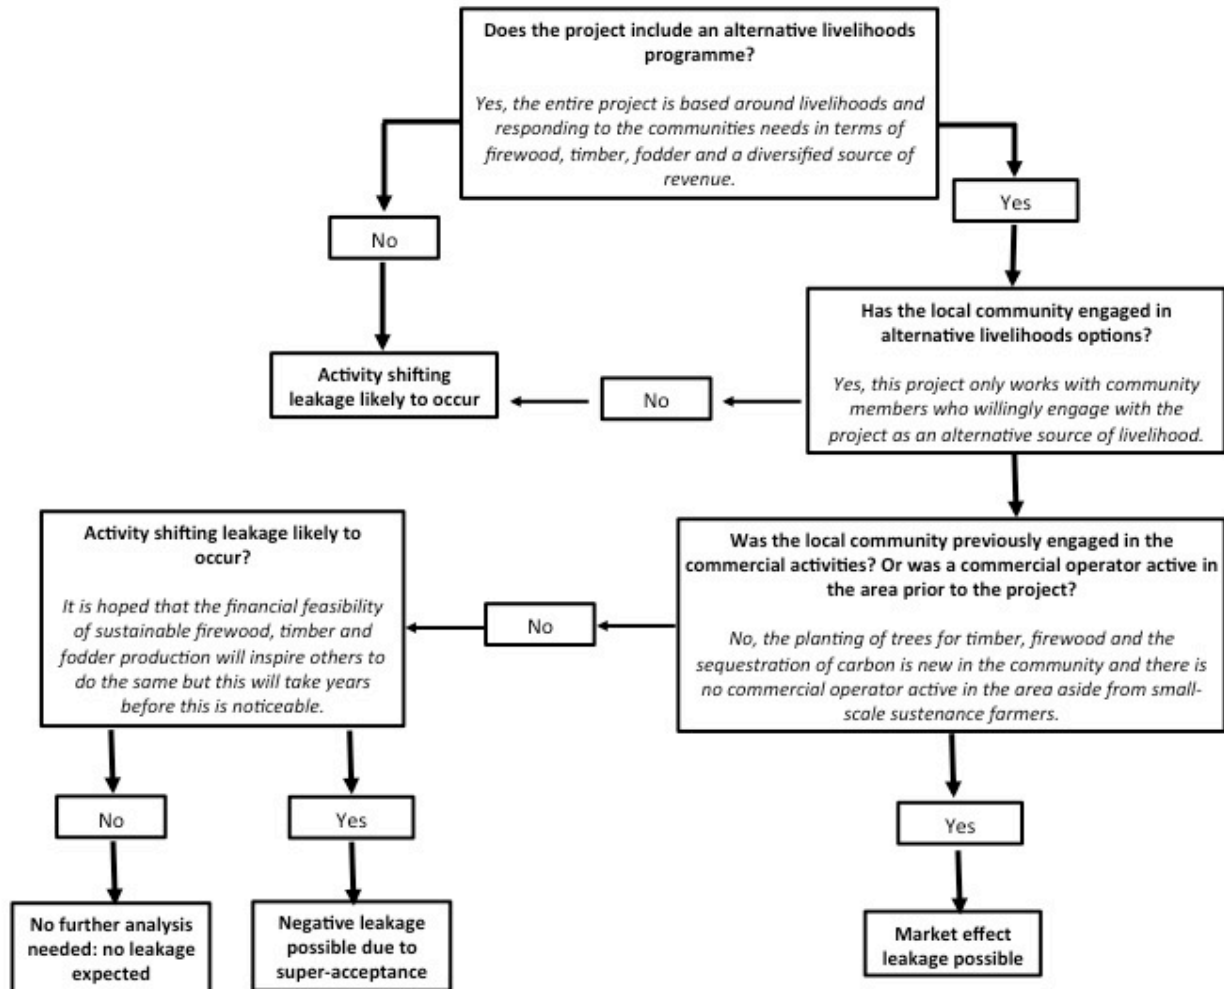 Does the project include an alternative livelihoods
programme?
Yes, the entire project is based around livelihoods and
responding to the communities needs in terms of
firewood, timber, fodder and a diversified source of
revenue.
No
Yes
Activity shifting
leakage likely to occur
No
Has the local community engaged in
alternative livelihoods options?
Yes, this project only works with community
members who willingly engage with the
project as an alternative source of livelihood.
Activity shifting leakage likely to
occur?
It is hoped that the financial feasibility
of sustainable firewood, timber and
fodder production will inspire others to
do the same but this will take years
before this is noticeable.
No
Was the local community previously engaged in the
commercial activities? Or was a commercial operator active in
the area prior to the project?
No, the planting of trees for timber, firewood and the
sequestration of carbon is new in the community and there is
no commercial operator active in the area aside from small-
scale sustenance farmers.
No
Yes
Yes
No further analysis
needed: no leakage
expected
Negative leakage
possible due to
super-acceptance
Market effect
leakage possible